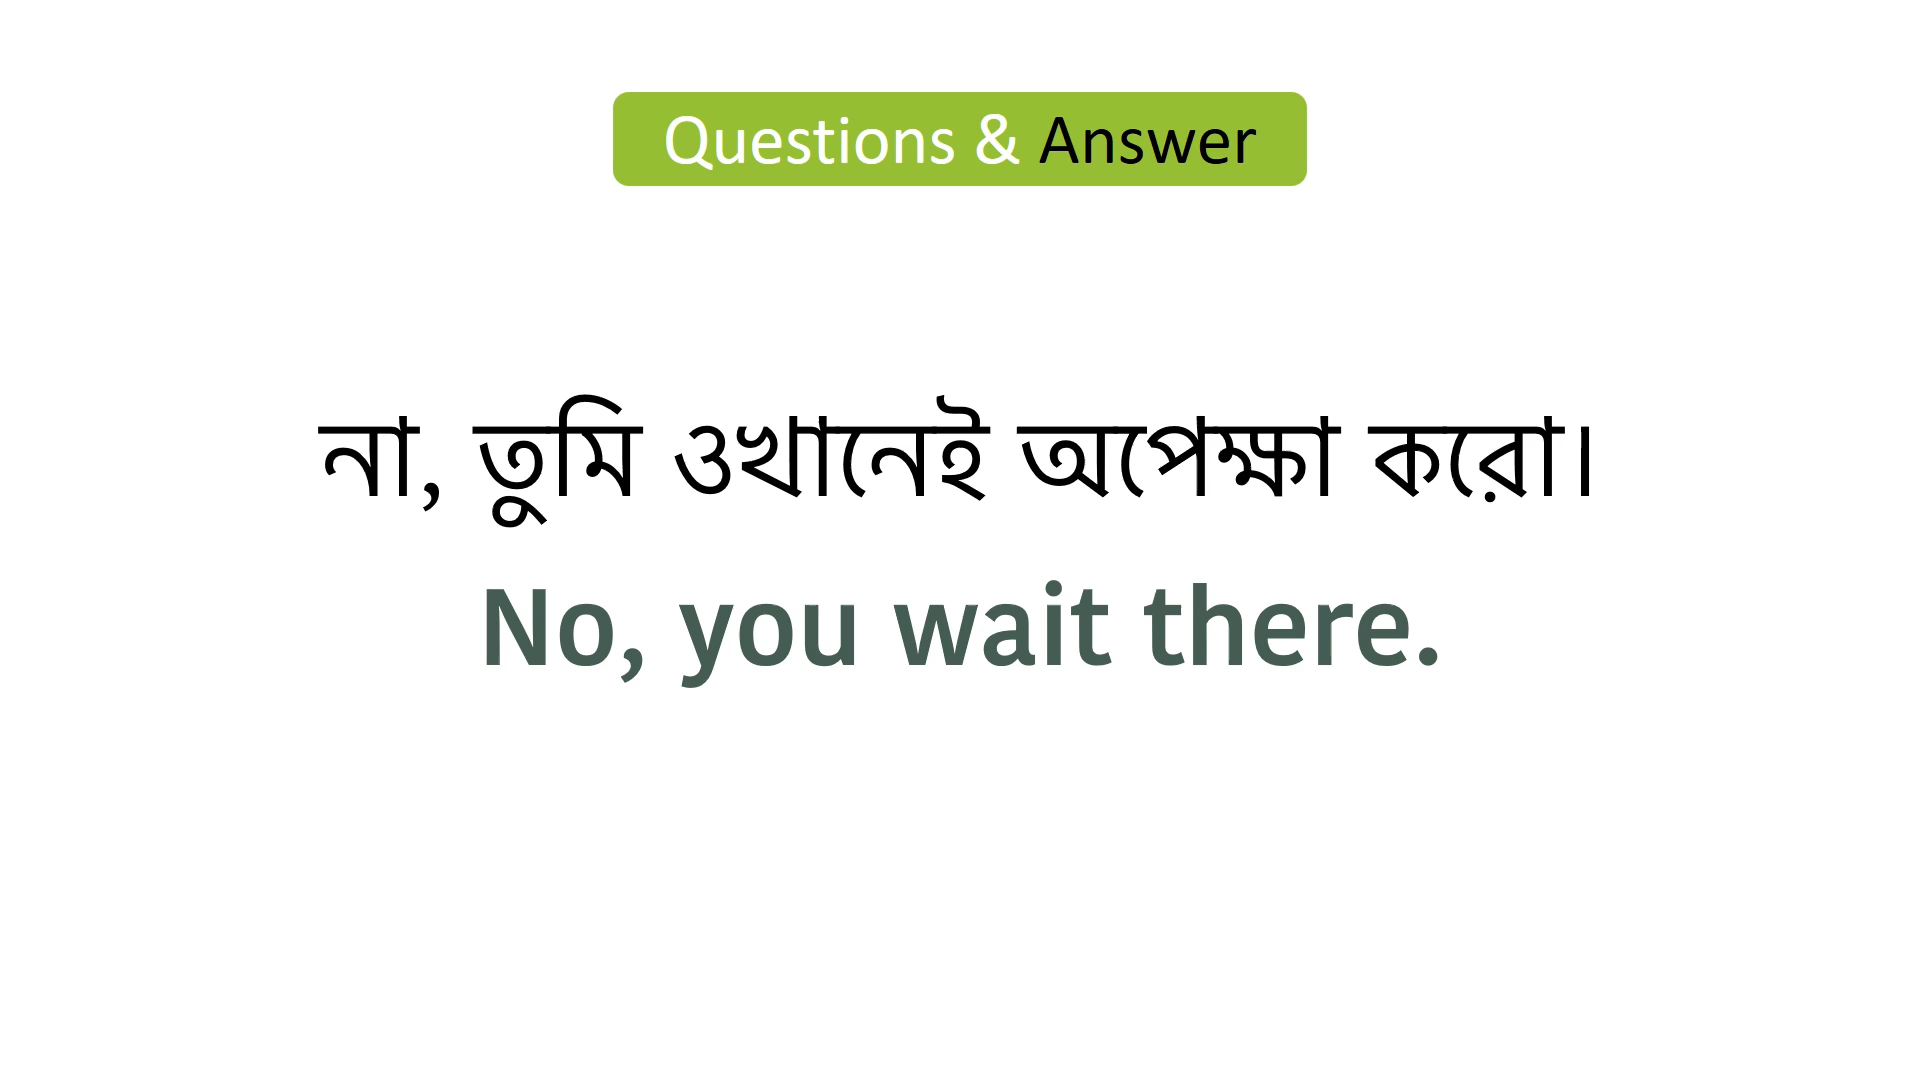 Questions & Answer
না, তুমি ওখানেই অপেক্ষা করো।
No, you wait there.